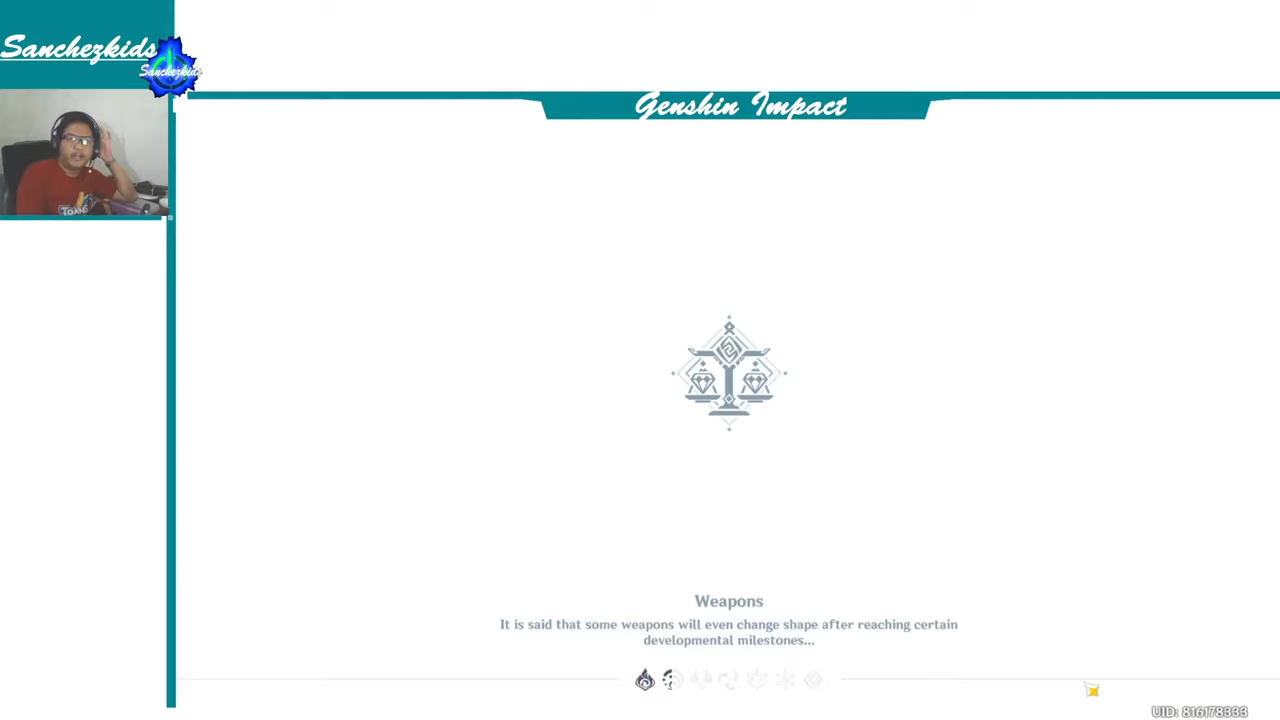 Sanchezkids
Sanchezkids
Genshin Impact
TRANS
Weapons
It is said that some weapons will even change shape after reaching certain
developmental milestones...
UID: 816178333